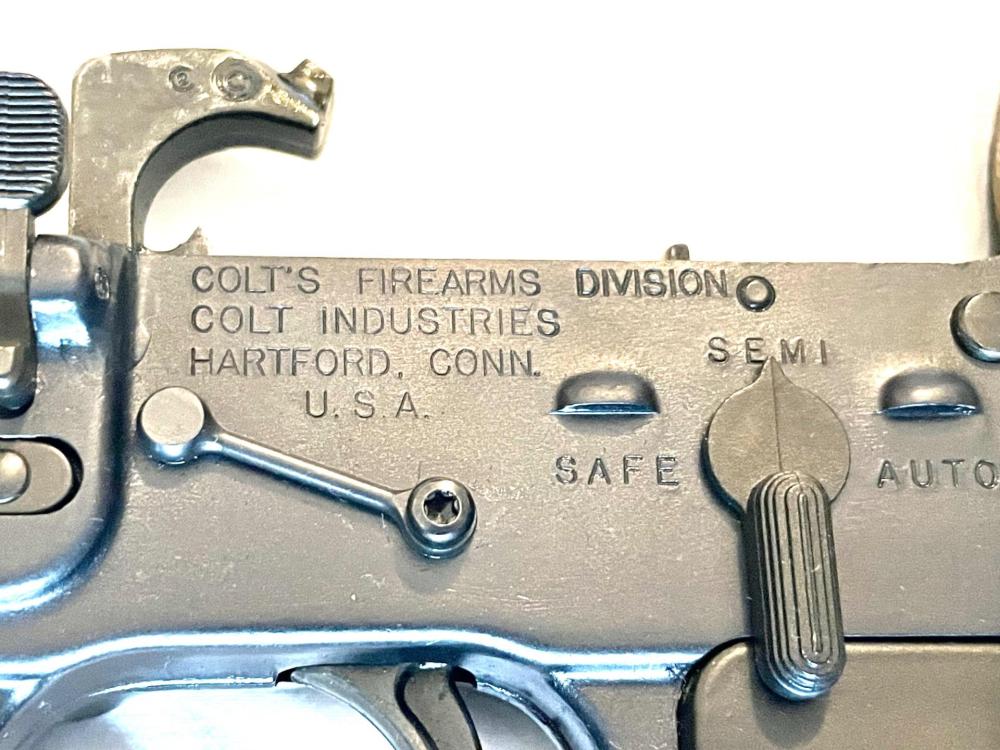 COLT'S FIREARMS DIVISION
COLT INDUSTRIES
HARTFORD, CONN.
U.S.A.
SEMI
SAFE
AUTO